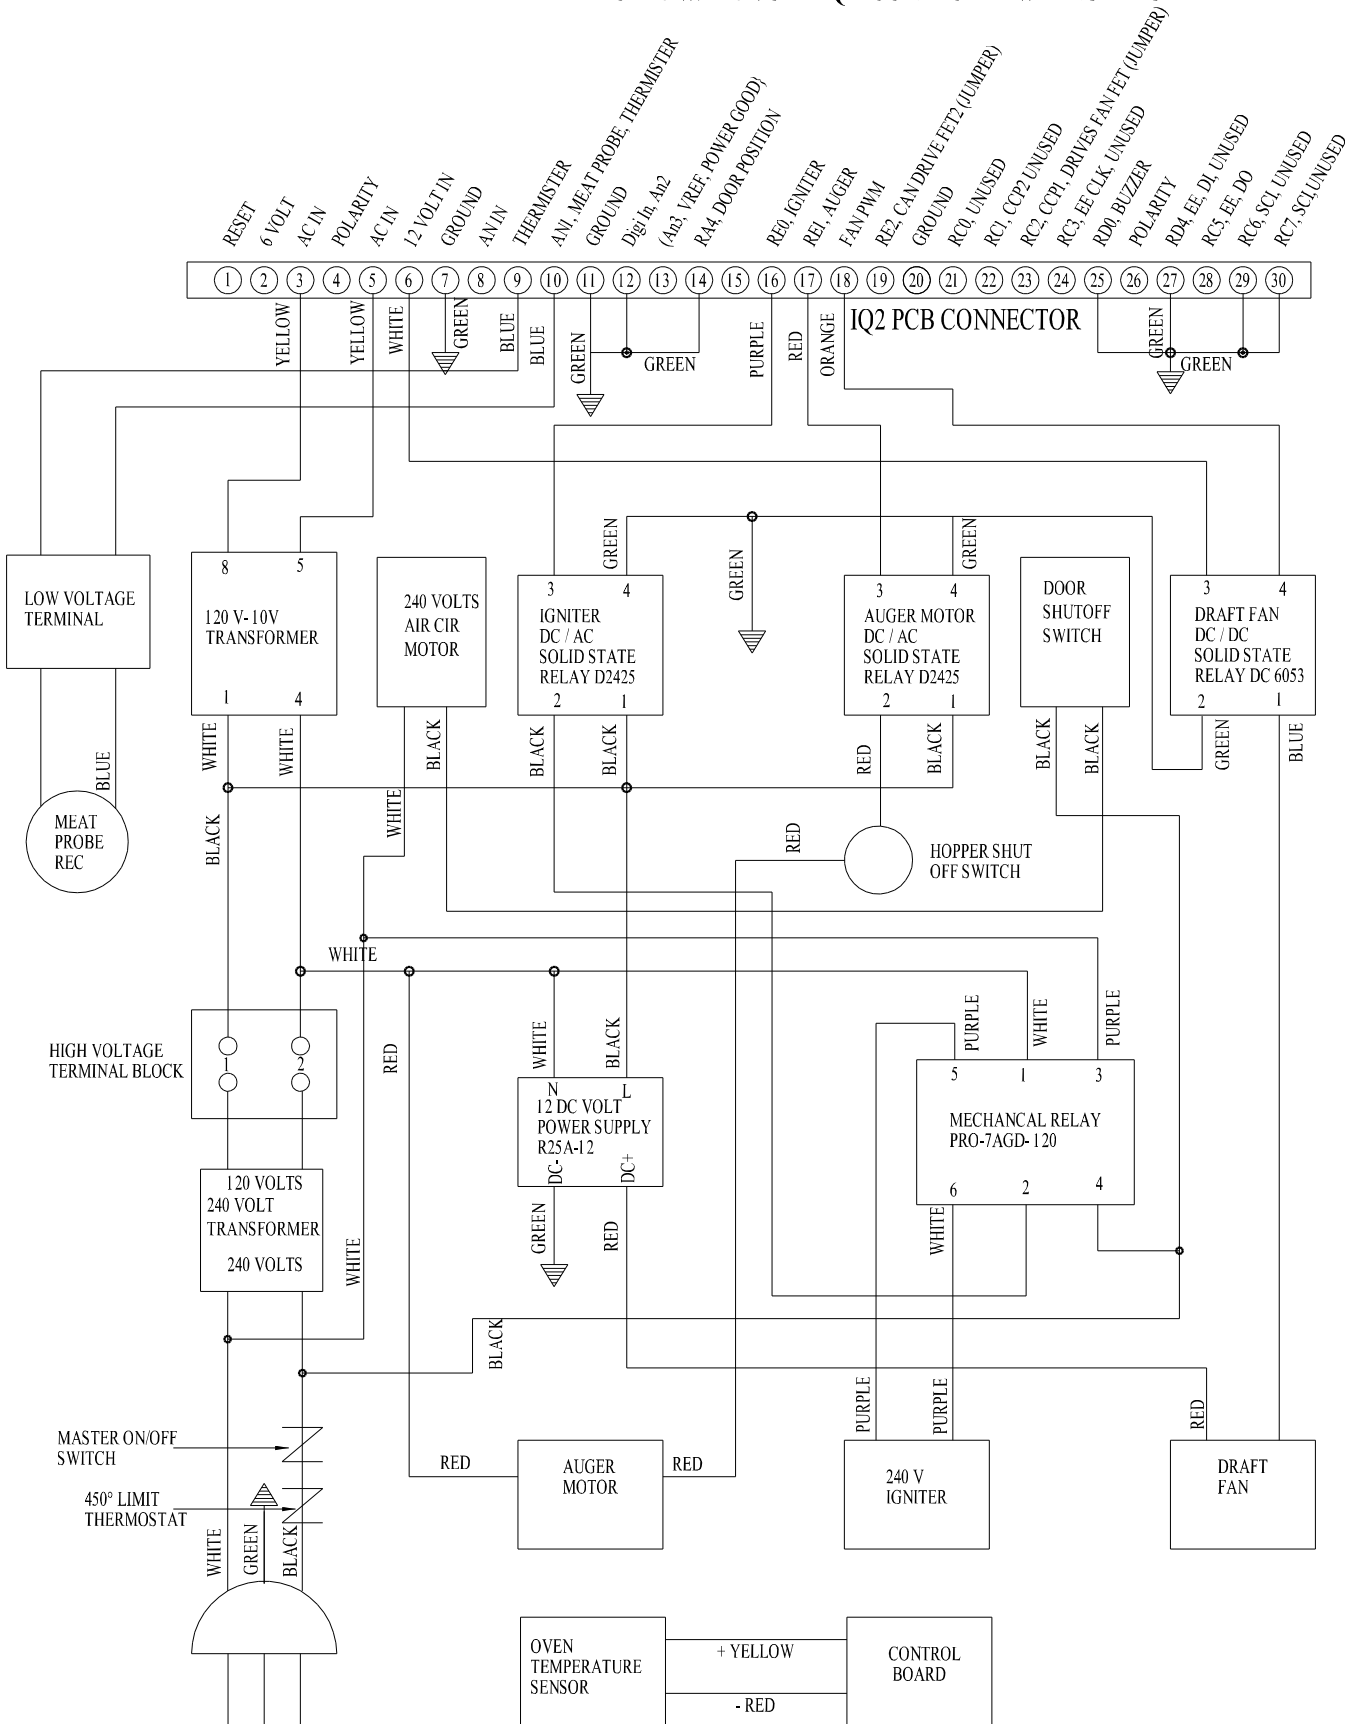 RESET
6 VOLT
AC IN
POLARITY
AC IN
12 VOLT IN
GROUND
AN IN
THERMISTER
AN1, MEAT PROBE, THERMISTER
GROUND
Digi In, An2
(An3, VREF, POWER GOOD}
RA4, DOOR POSITION
RE0, IGNITER
RE1, AUGER
FAN PWM
RE2, CAN DRIVE FET2 (JUMPER)
GROUND
RC0, UNUSED
RC1, CCP2 UNUSED
RC2, CCP1, DRIVES FAN FET (JUMPER)
RC3, EE CLK, UNUSED
RD0, BUZZER
POLARITY
RD4, EE, DI, UNUSED
RC5, EE, DO
RC6, SCI, UNUSED
RC7, SCI, UNUSED
1 2 3 4 5 6 7 8 9 10 11 12 13 14 15 16 17 18 19 20 21 22 23 24 25 26 27 28 29 30
IQ2 PCB CONNECTOR
YELLOW
YELLOW
WHITE
GREEN
BLUE
BLUE
GREEN
GREEN
PURPLE
RED
ORANGE
GREEN
GREEN
LOW VOLTAGE
TERMINAL
8 5
120 V- 10V
TRANSFORMER
1 4
240 VOLTS
AIR CIR
MOTOR
GREEN
3 4
IGNITER
DC / AC
SOLID STATE
RELAY D2425
2 1
GREEN
GREEN
3 4
AUGER MOTOR
DC / AC
SOLID STATE
RELAY D2425
2 1
DOOR
SHUTOFF
SWITCH
3 4
DRAFT FAN
DC / DC
SOLID STATE
RELAY DC 6053
2 1
BLUE
WHITE
WHITE
BLACK
BLACK
BLACK
RED
BLACK
BLACK
BLACK
GREEN
BLUE
MEAT
PROBE
REC
BLACK
WHITE
RED
HOPPER SHUT
OFF SWITCH
WHITE
HIGH VOLTAGE
TERMINAL BLOCK
1 2
RED
WHITE
BLACK
N L
12 DC VOLT
POWER SUPPLY
R25A-12
DC-
DC+
PURPLE
WHITE
PURPLE
5 1 3
MECHANCAL RELAY
PRO-7AGD- 120
6 2 4
120 VOLTS
240 VOLT
TRANSFORMER
240 VOLTS
WHITE
GREEN
RED
WHITE
BLACK
MASTER ON/OFF
SWITCH
450° LIMIT
THERMOSTAT
WHITE
GREEN
BLACK
RED
AUGER
MOTOR
RED
PURPLE
PURPLE
240 V
IGNITER
RED
DRAFT
FAN
OVEN
TEMPERATURE
SENSOR
+ YELLOW
- RED
CONTROL
BOARD